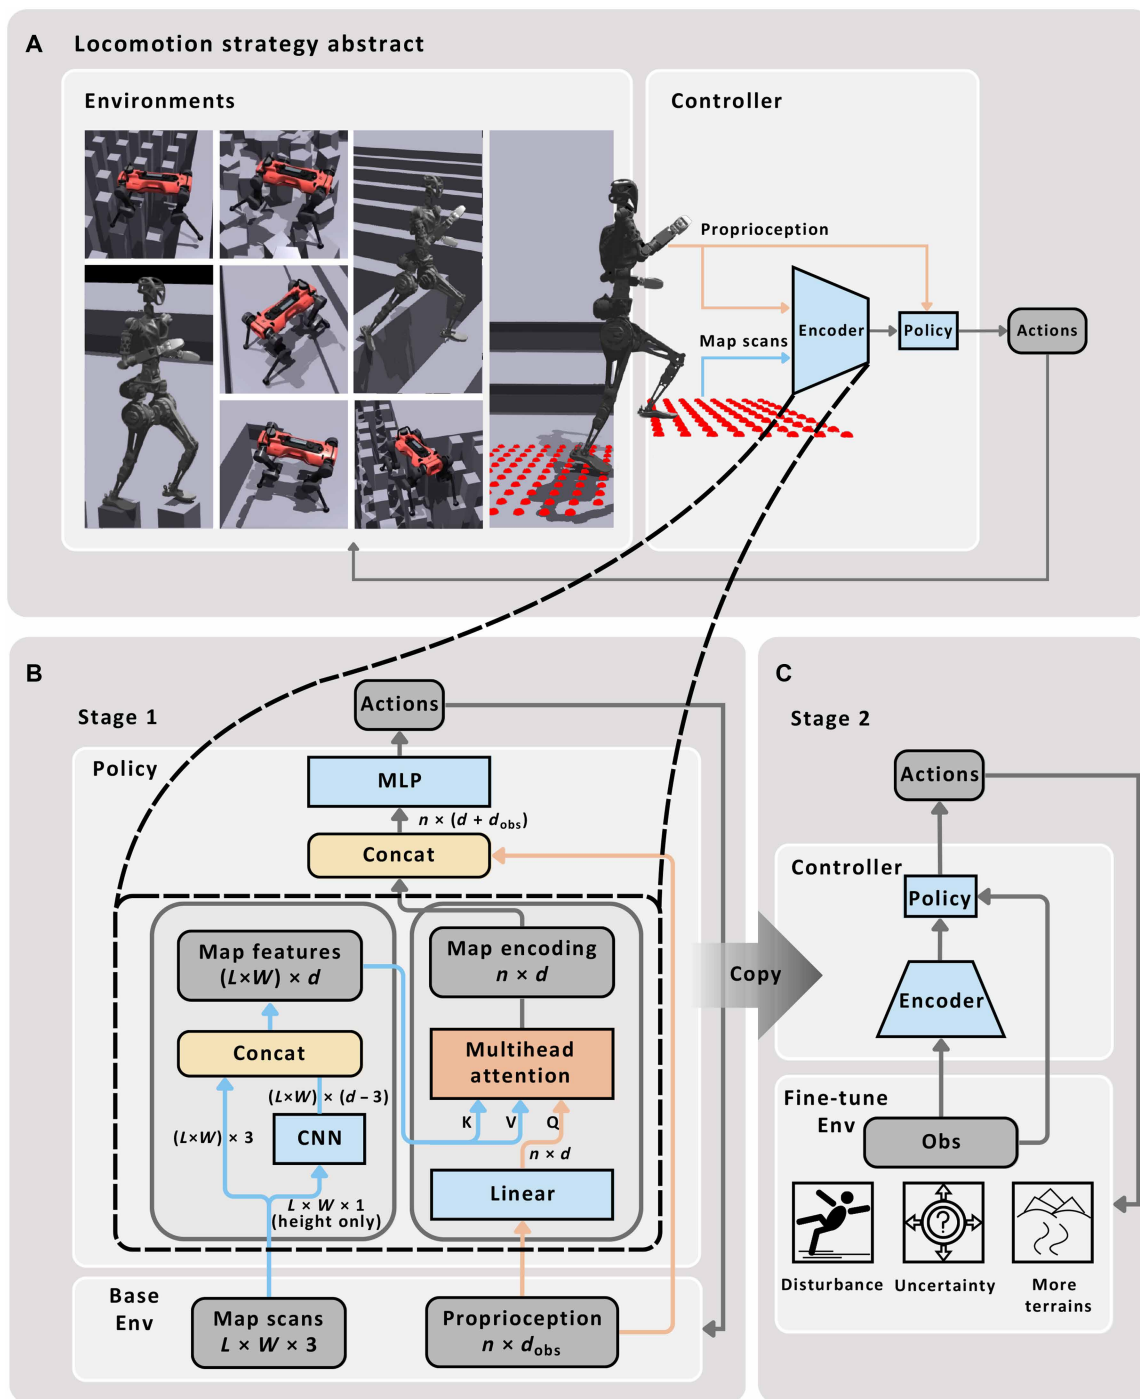 A Locomotion strategy abstract
Environments
Controller
Proprioception
Map scans
Encoder
Policy
Actions
B
Stage 1
Actions
Policy
MLP
n × (d + d_obs)
Concat
Map features
(L×W) × d
Map encoding
n × d
Concat
Multihead
attention
(L×W) × (d – 3)
(L×W) × 3
CNN
K V Q
n × d
L × W × 1
(height only)
Linear
Base
Env
Map scans
L × W × 3
Proprioception
n × d_obs
Copy
C
Stage 2
Actions
Controller
Policy
Encoder
Fine-tune
Env
Obs
?
Disturbance
Uncertainty
More
terrains